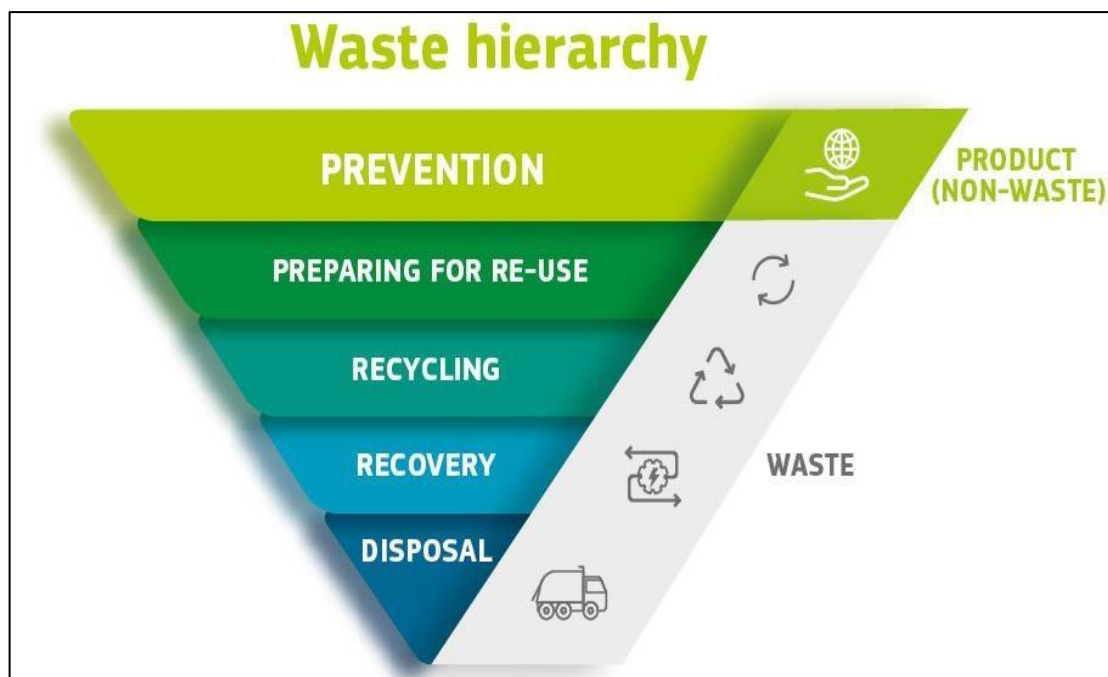 Waste hierarchy
PREVENTION
PRODUCT
(NON-WASTE)
PREPARING FOR RE-USE
RECYCLING
RECOVERY
WASTE
DISPOSAL